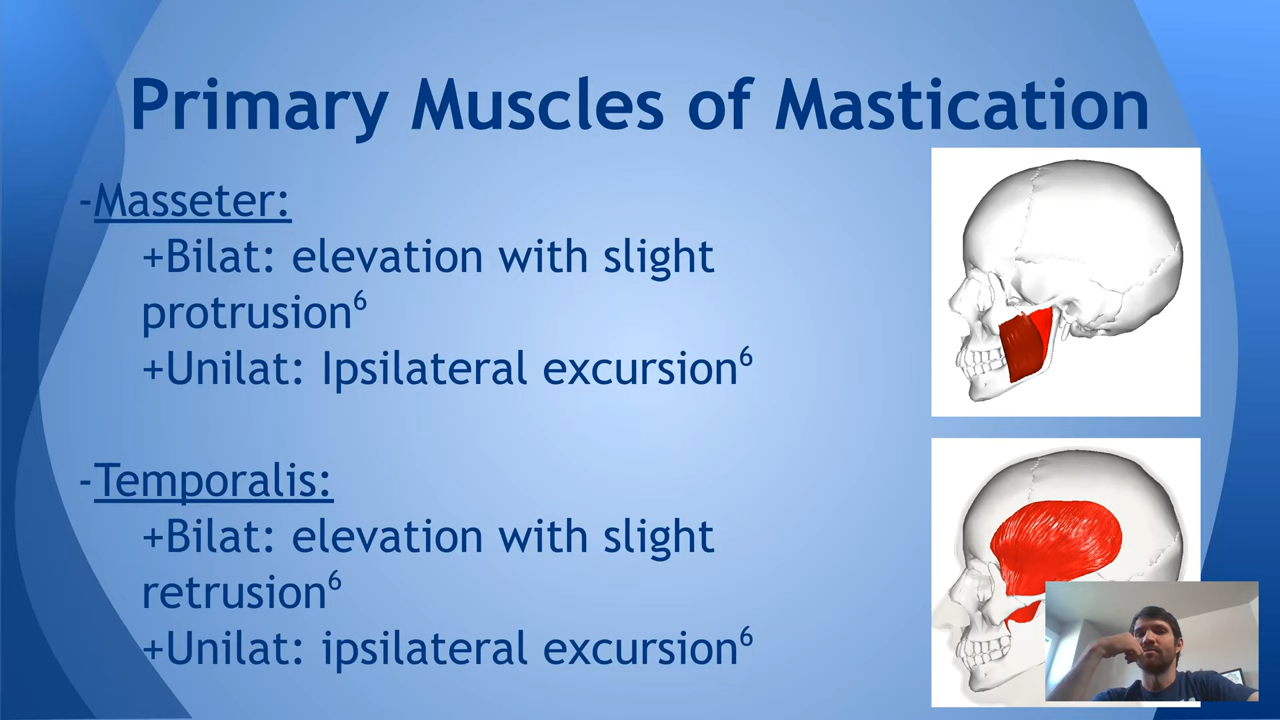 Primary Muscles of Mastication
-Masseter:
+Bilat: elevation with slight
protrusion⁶
+Unilat: Ipsilateral excursion⁶
-Temporalis:
+Bilat: elevation with slight
retrusion⁶
+Unilat: ipsilateral excursion⁶